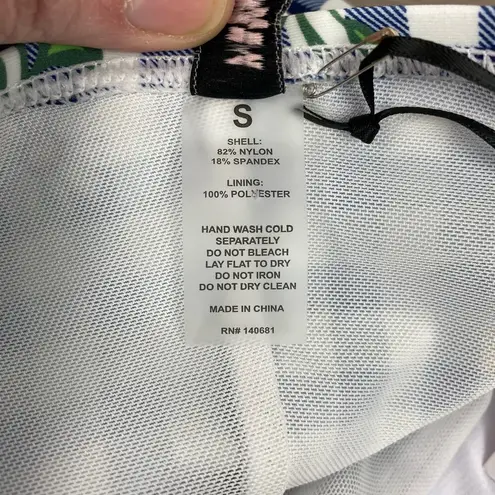 S
SHELL:
82% NYLON
18% SPANDEX
LINING:
100% POLYESTER
HAND WASH COLD
SEPARATELY
DO NOT BLEACH
LAY FLAT TO DRY
DO NOT IRON
DO NOT DRY CLEAN
MADE IN CHINA
RN# 140681